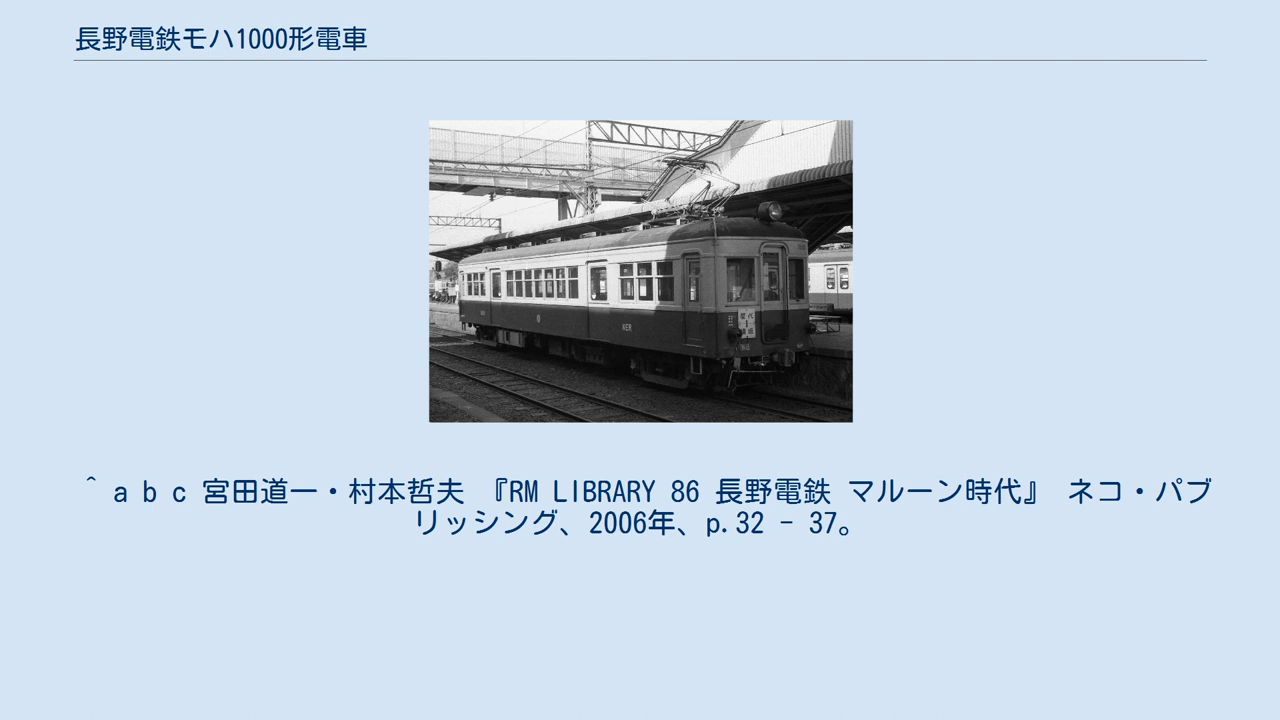 長野電鉄モハ1000形電車
NER
^ a b c 宮田道一・村本哲夫 『RM LIBRARY 86 長野電鉄 マルーン時代』 ネコ・パブ
リッシング、2006年、p.32 - 37。